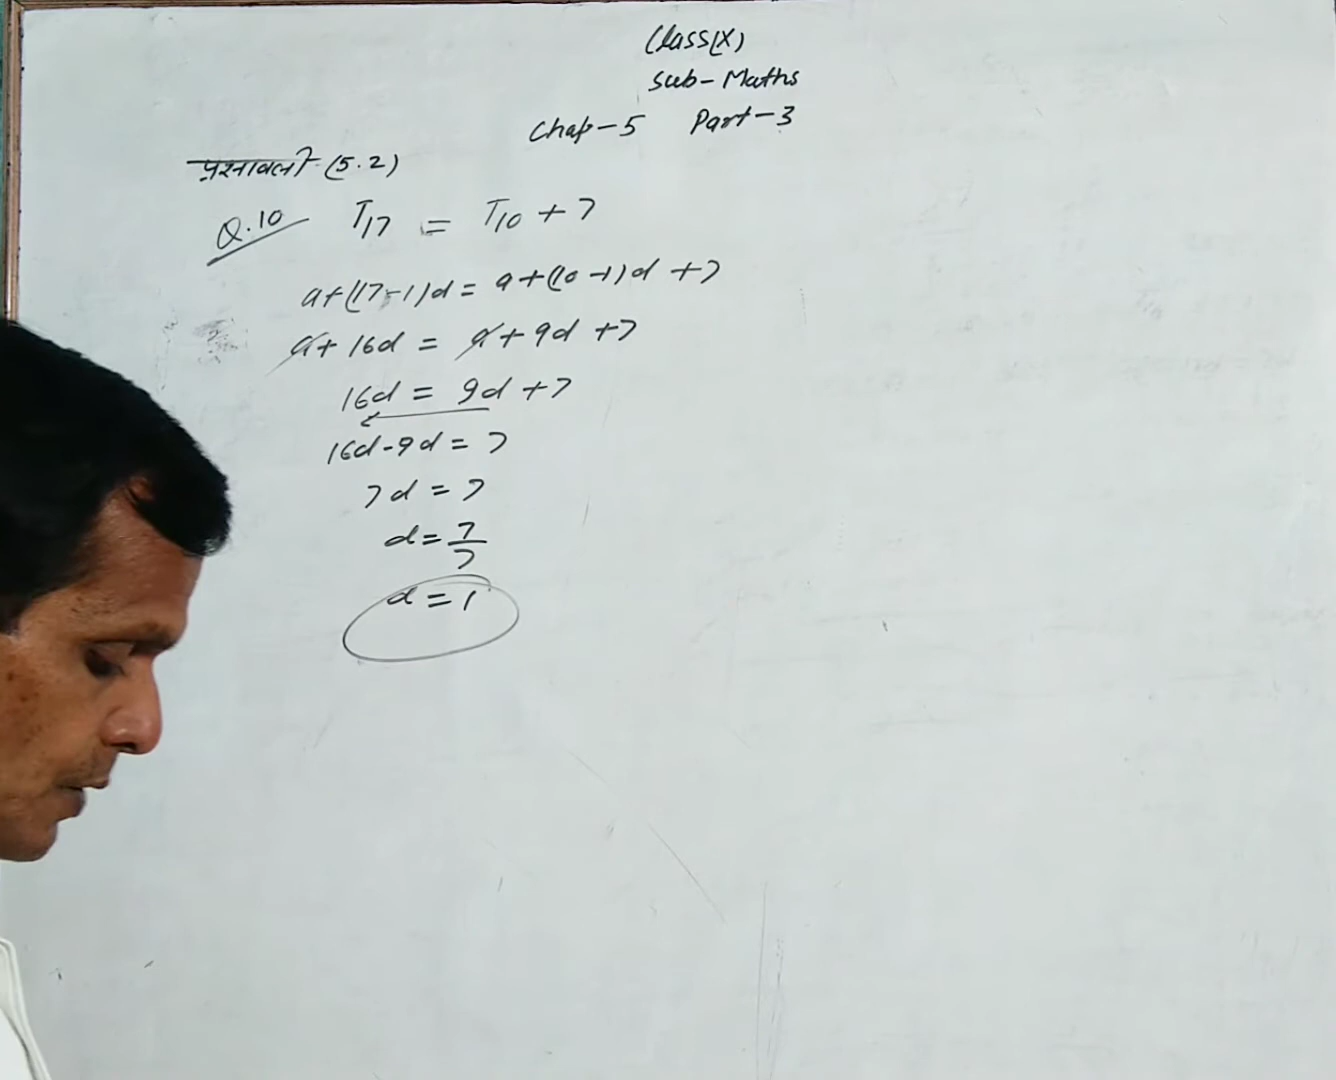 Class(X)
Sub-Maths
Chap-5 Part-3
प्रश्नावली (5.2)
Q.10 T17 = T10 + 7
a+(17-1)d = a+(10-1)d +7
a+ 16d = a+ 9d +7
16d = 9d +7
16d-9d = 7
7d = 7
d = 7/7
d = 1